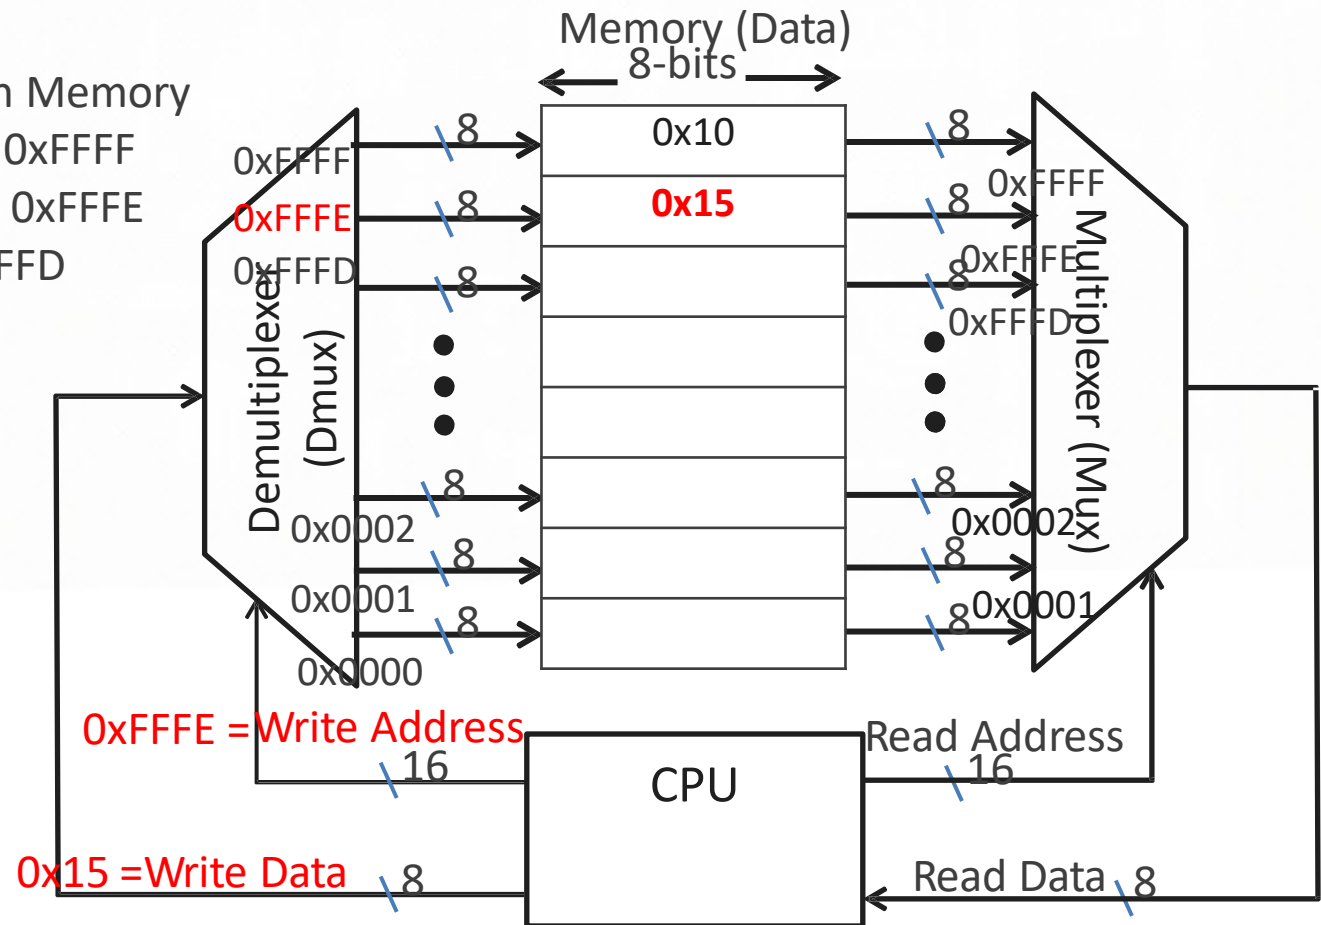 Memory (Data)
8-bits
Memory
0xFFFF
0xFFFE
0xFFFF
0xFFFE
0xFFFD
Demultiplexer
(Dmux)
0x0002
0x0001
0x0000
8
8
8
8
8
8
0x10
0x15
8
8
8
8
8
8
0xFFFF
0xFFFE
0xFFFD
Multiplexer (Mux)
0x0002
0x0001
0xFFFE =Write Address
16
CPU
Read Address
16
0x15 =Write Data
8
Read Data
8